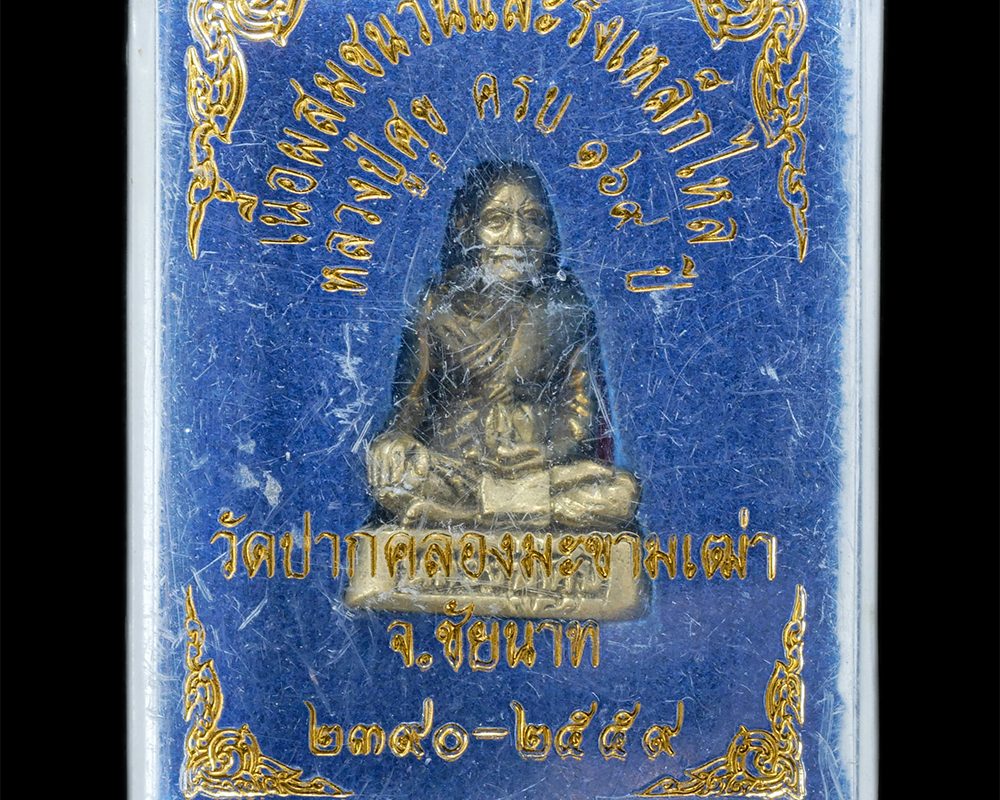 เนื้อผสมชนวนและรังเหล็กไหล
หลวงปู่ศุข ครบ ๑๖๙ ปี
วัดปากคลองมะขามเฒ่า
จ.ชัยนาท
๒๓๙๐-๒๕๕๙